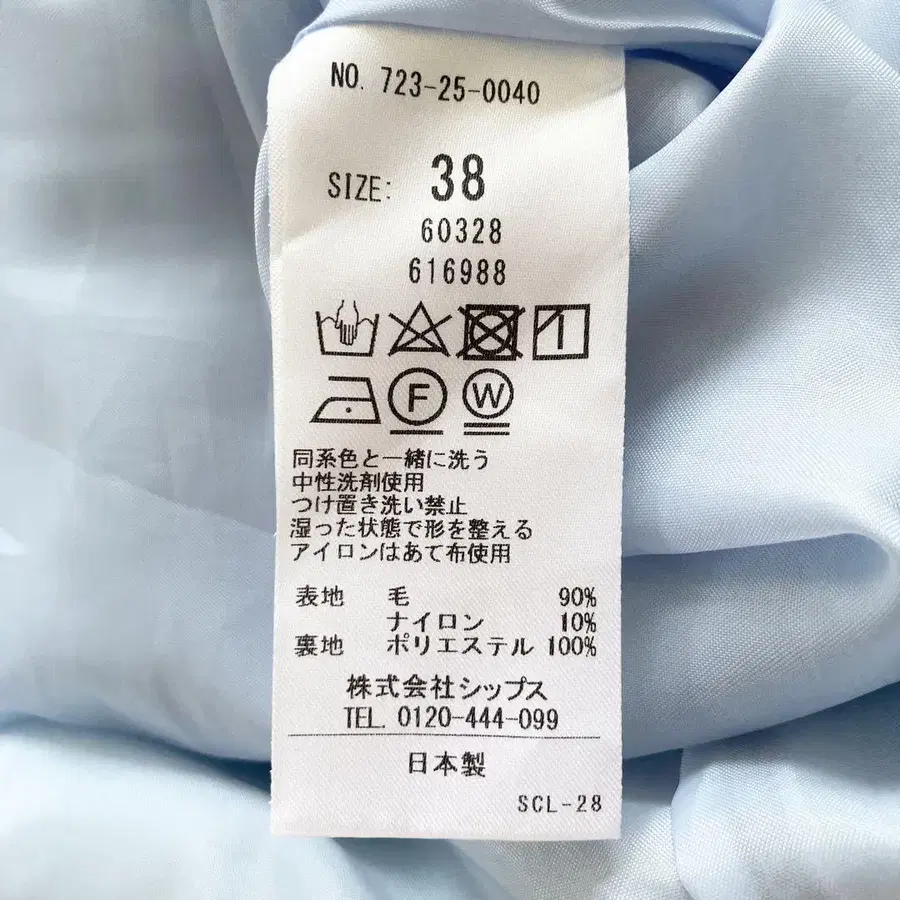 NO. 723-25-0040
SIZE: 38
60328
616988
F W
同系色と一緒に洗う
中性洗剤使用
つけ置き洗い禁止
湿った状態で形を整える
アイロンはあて布使用
表地 毛 90%
ナイロン 10%
裏地 ポリエステル 100%
株式会社シップス
TEL. 0120-444-099
日本製
SCL-28